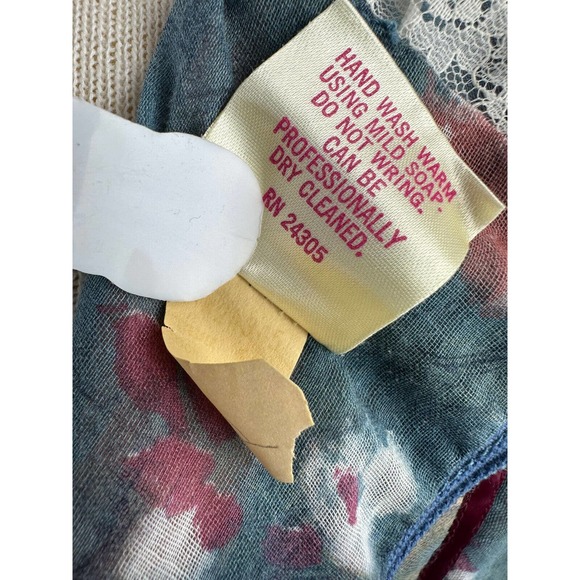 HAND WASH WARM
USING MILD SOAP.
DO NOT WRING.
CAN BE
PROFESSIONALLY
DRY CLEANED.
RN 24305